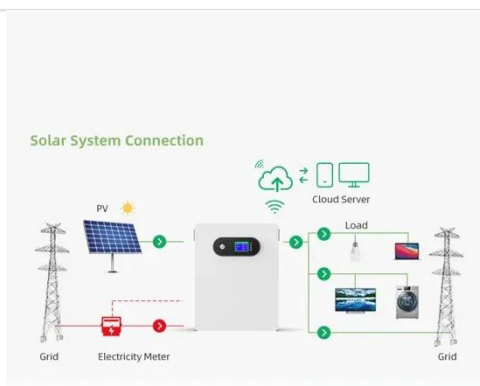 Solar System Connection
Cloud Server
PV
Load
Grid
Electricity Meter
Grid